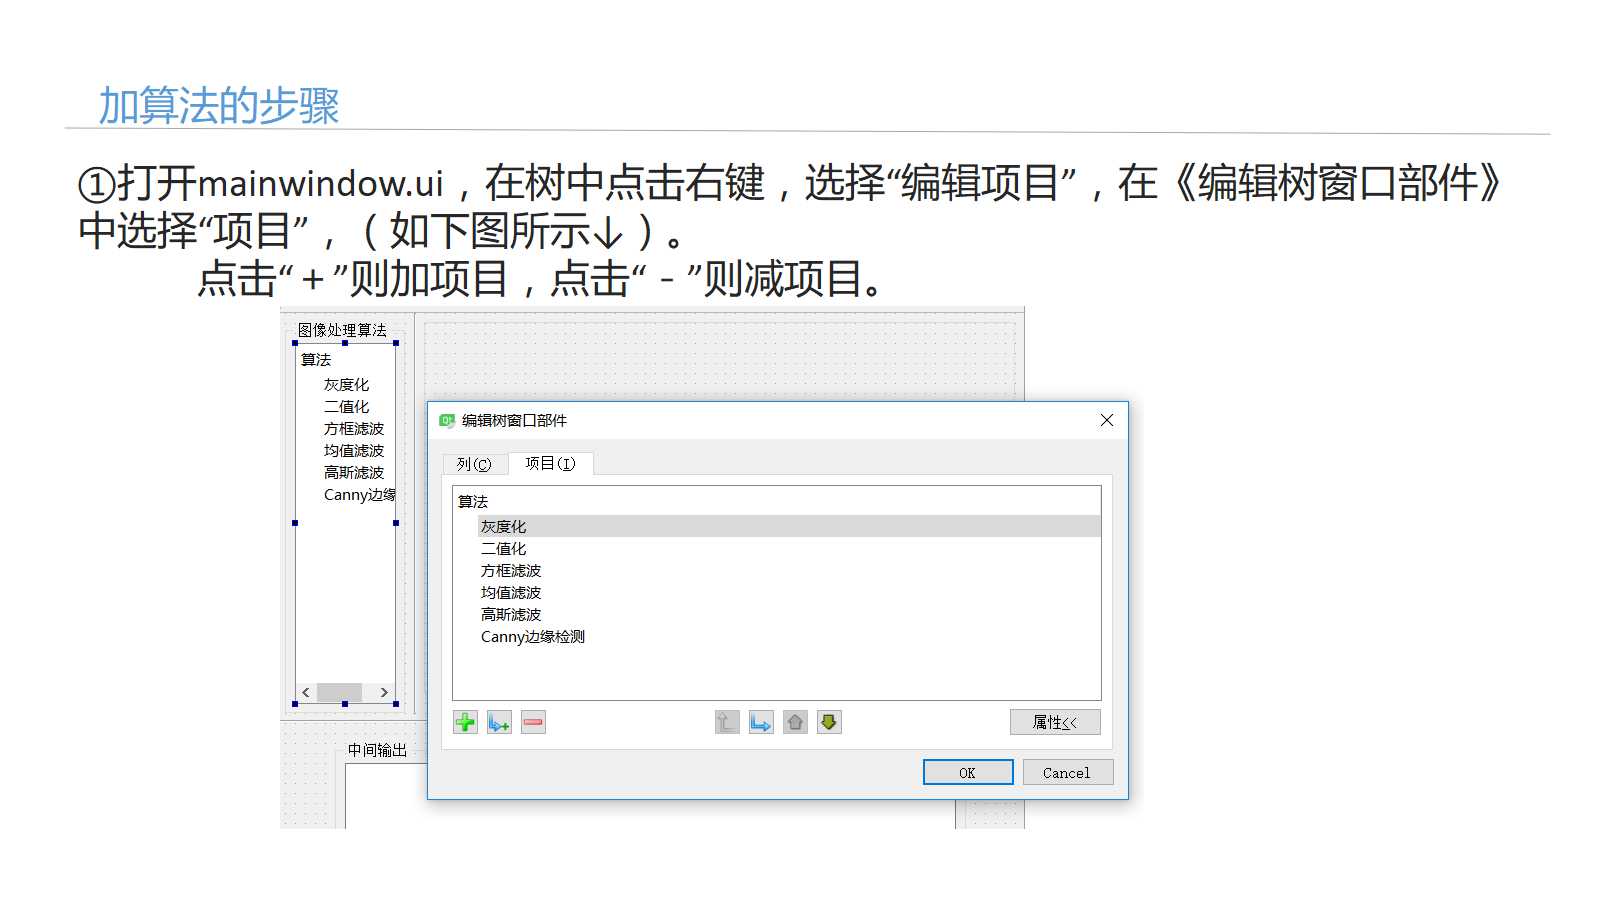 加算法的步骤
①打开mainwindow.ui，在树中点击右键，选择“编辑项目”，在《编辑树窗口部件》
中选择“项目”，（如下图所示↓）。
点击“+”则加项目，点击“-”则减项目。
图像处理算法
算法
灰度化
二值化
方框滤波
均值滤波
高斯滤波
Canny边缘
编辑树窗口部件
列(C)
项目(I)
算法
灰度化
二值化
方框滤波
均值滤波
高斯滤波
Canny边缘检测
属性<<
中间输出
OK
Cancel